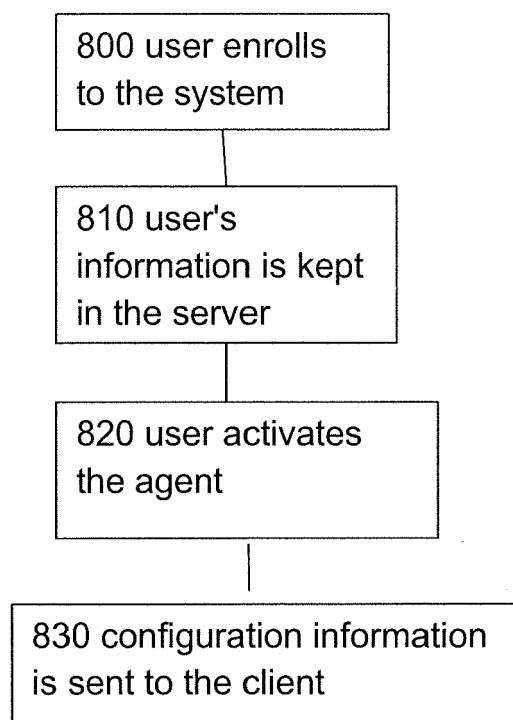 800 user enrolls
to the system
810 user's
information is kept
in the server
820 user activates
the agent
830 configuration information
is sent to the client